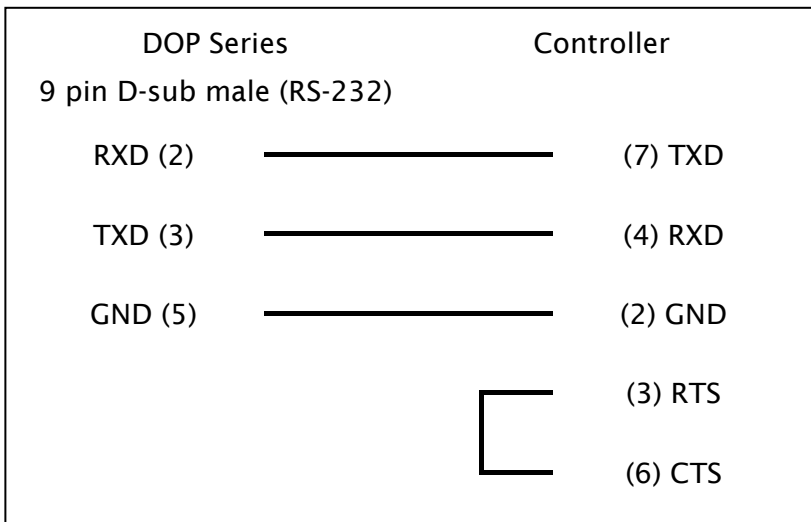 DOP Series Controller
9 pin D-sub male (RS-232)
RXD (2) (7) TXD
TXD (3) (4) RXD
GND (5) (2) GND
(3) RTS
(6) CTS